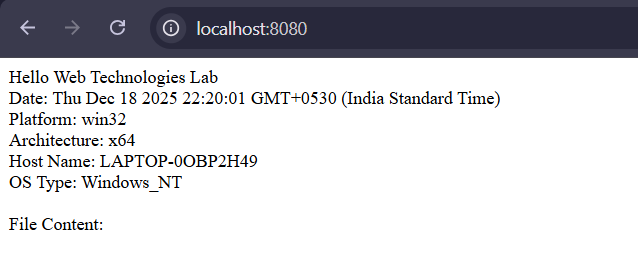 localhost:8080
Hello Web Technologies Lab
Date: Thu Dec 18 2025 22:20:01 GMT+0530 (India Standard Time)
Platform: win32
Architecture: x64
Host Name: LAPTOP-0OBP2H49
OS Type: Windows_NT
File Content: